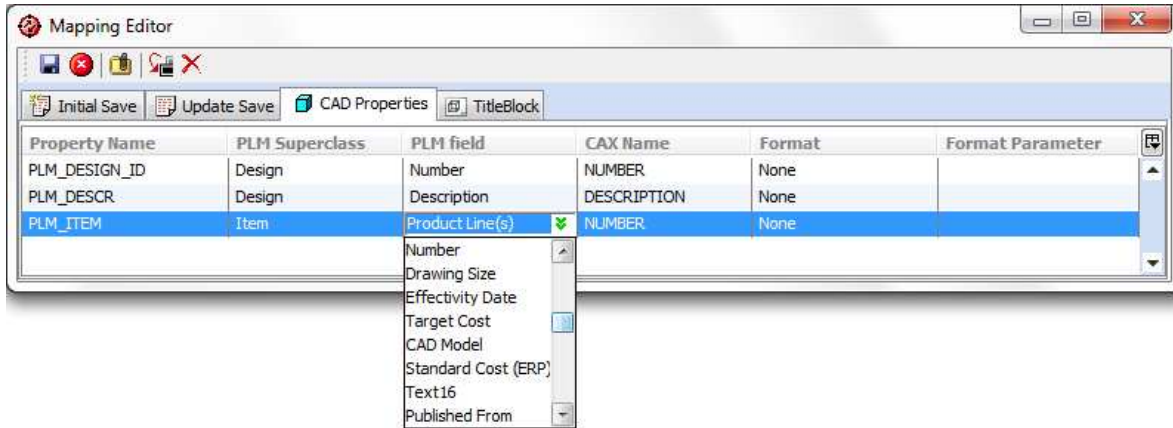 Mapping Editor
Initial Save Update Save CAD Properties TitleBlock
Property Name PLM Superclass PLM field CAX Name Format Format Parameter
PLM_DESIGN_ID Design Number NUMBER None
PLM_DESCR Design Description DESCRIPTION None
PLM_ITEM Item Product Line(s) NUMBER None
Number
Drawing Size
Effectivity Date
Target Cost
CAD Model
Standard Cost (ERP)
Text16
Published From